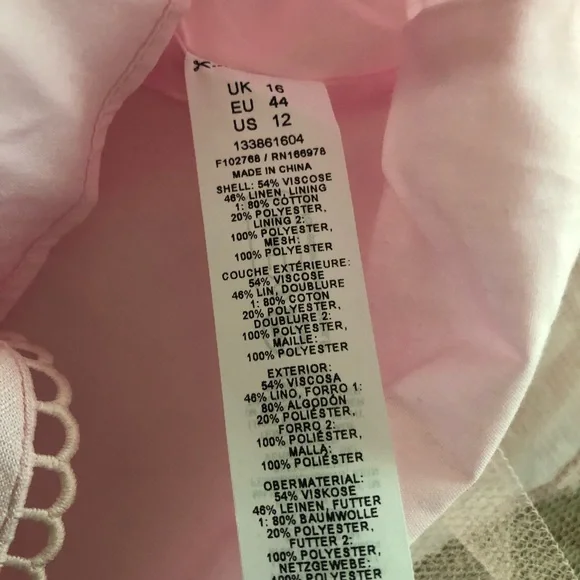 UK 16
EU 44
US 12
133861604
F102768 / RN166978
MADE IN CHINA
SHELL: 54% VISCOSE
46% LINEN, LINING
1: 80% COTTON
20% POLYESTER,
LINING 2:
100% POLYESTER,
MESH:
100% POLYESTER
COUCHE EXTÉRIEURE:
54% VISCOSE
46% LIN, DOUBLURE
1: 80% COTON
20% POLYESTER,
DOUBLURE 2:
100% POLYESTER,
MAILLE:
100% POLYESTER
EXTERIOR:
54% VISCOSA
46% LINO, FORRO 1:
80% ALGODÓN
20% POLIÉSTER,
FORRO 2:
100% POLIÉSTER,
MALLA:
100% POLIÉSTER
OBERMATERIAL:
54% VISKOSE
46% LEINEN, FUTTER
1: 80% BAUMWOLLE
20% POLYESTER,
FUTTER 2:
100% POLYESTER,
NETZGEWEBE:
100% POLYESTER